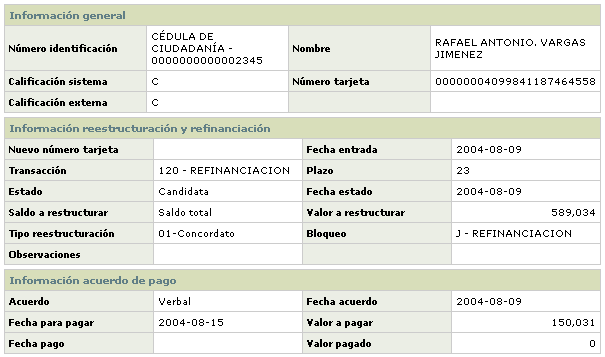 Información general
Número identificación CÉDULA DE CIUDADANÍA - 0000000000002345 Nombre RAFAEL ANTONIO. VARGAS JIMENEZ
Calificación sistema C Número tarjeta 00000004099841187464558
Calificación externa C
Información reestructuración y refinanciación
Nuevo número tarjeta Fecha entrada 2004-08-09
Transacción 120 - REFINANCIACION Plazo 23
Estado Candidata Fecha estado 2004-08-09
Saldo a restructurar Saldo total Valor a restructurar 589,034
Tipo reestructuración 01-Concordato Bloqueo J - REFINANCIACION
Observaciones
Información acuerdo de pago
Acuerdo Verbal Fecha acuerdo 2004-08-09
Fecha para pagar 2004-08-15 Valor a pagar 150,031
Fecha pago Valor pagado 0